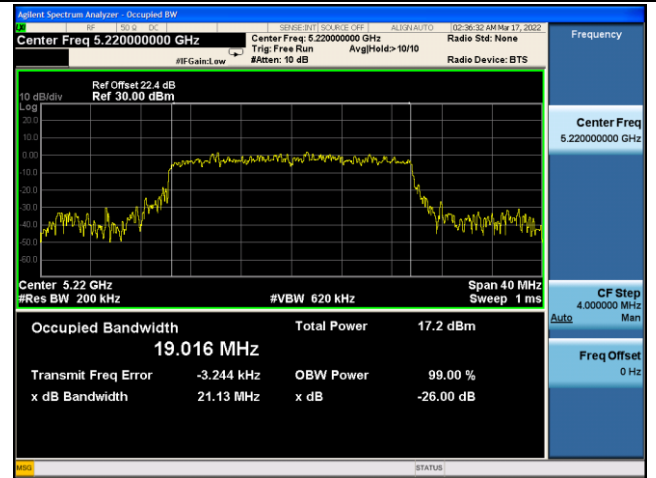 Agilent Spectrum Analyzer - Occupied BW
RF 50 Ω DC SENSE:INT SOURCE OFF ALIGN AUTO 02:36:32 AM Mar 17, 2022
Center Freq 5.220000000 GHz
Center Freq: 5.220000000 GHz
Radio Std: None
Trig: Free Run Avg|Hold:>10/10
#IFGain:Low #Atten: 10 dB Radio Device: BTS
Ref Offset 22.4 dB
10 dB/div Ref 30.00 dBm
Log
20.0
10.0
0.00
-10.0
-20.0
-30.0
-40.0
-50.0
-60.0
Center 5.22 GHz Span 40 MHz
#Res BW 200 kHz #VBW 620 kHz Sweep 1 ms
Occupied Bandwidth Total Power 17.2 dBm
19.016 MHz
Transmit Freq Error -3.244 kHz OBW Power 99.00 %
x dB Bandwidth 21.13 MHz x dB -26.00 dB
MSG STATUS
Frequency
Center Freq
5.220000000 GHz
CF Step
4.000000 MHz
Auto Man
Freq Offset
0 Hz